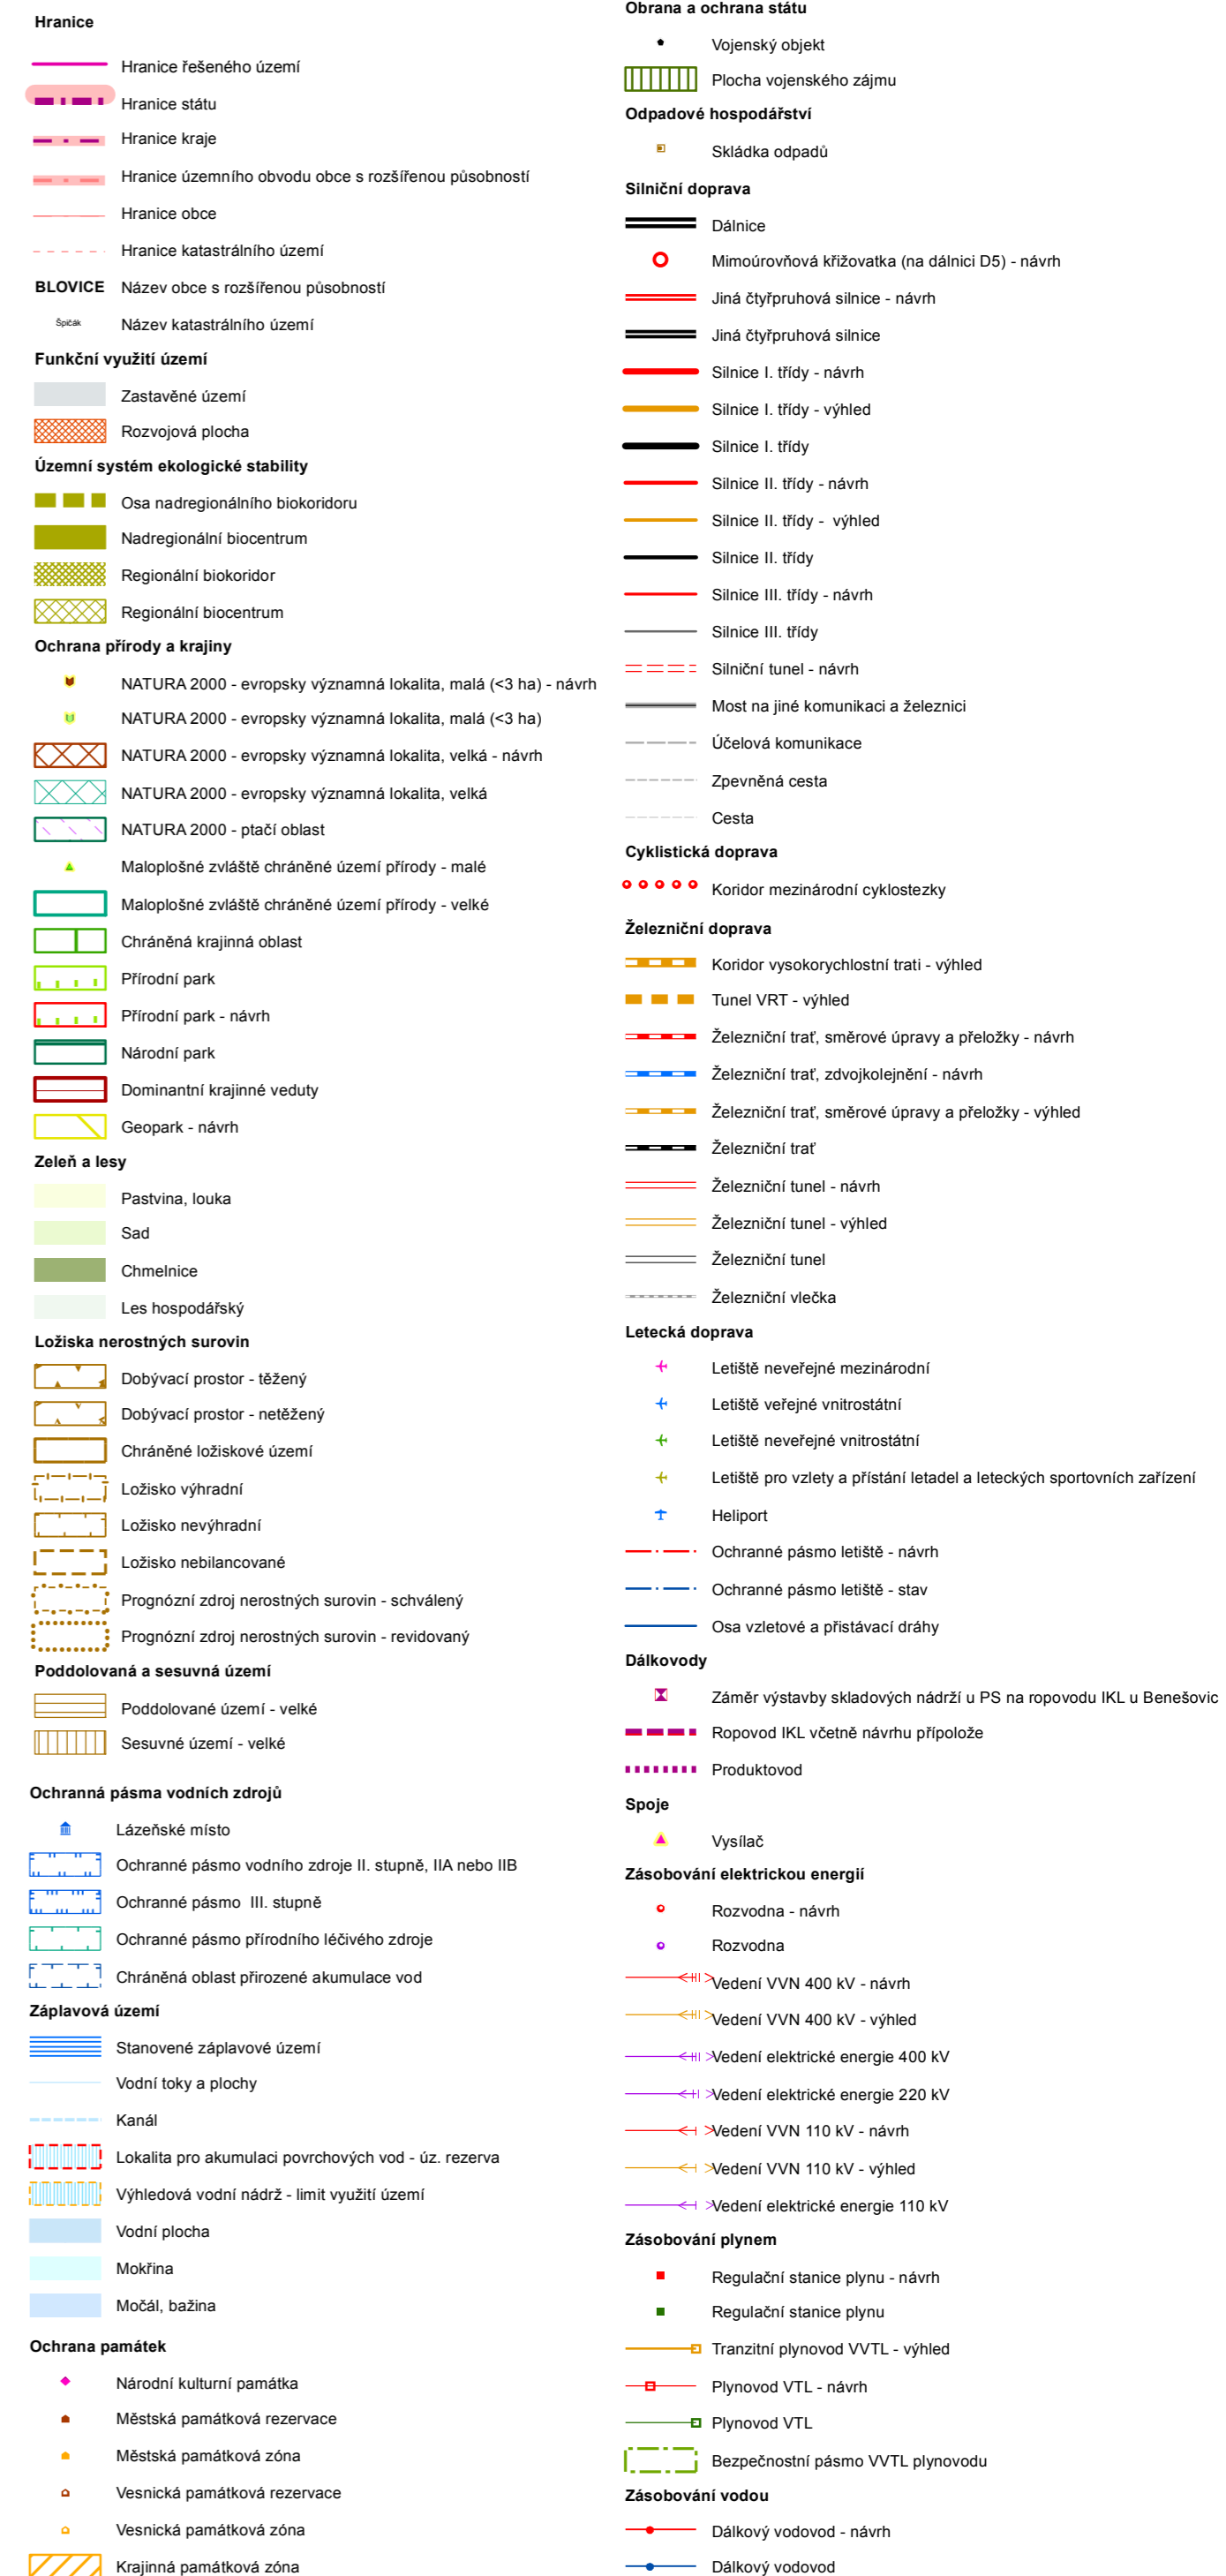 Hranice
Hranice řešeného území
Hranice státu
Hranice kraje
Hranice územního obvodu obce s rozšířenou působností
Hranice obce
Hranice katastrálního území
BLOVICE Název obce s rozšířenou působností
Špičák Název katastrálního území
Funkční využití území
Zastavěné území
Rozvojová plocha
Územní systém ekologické stability
Osa nadregionálního biokoridoru
Nadregionální biocentrum
Regionální biokoridor
Regionální biocentrum
Ochrana přírody a krajiny
NATURA 2000 - evropsky významná lokalita, malá (<3 ha) - návrh
NATURA 2000 - evropsky významná lokalita, malá (<3 ha)
NATURA 2000 - evropsky významná lokalita, velká - návrh
NATURA 2000 - evropsky významná lokalita, velká
NATURA 2000 - ptačí oblast
Maloplošné zvláště chráněné území přírody - malé
Maloplošné zvláště chráněné území přírody - velké
Chráněná krajinná oblast
Přírodní park
Přírodní park - návrh
Národní park
Dominantní krajinné veduty
Geopark - návrh
Zeleň a lesy
Pastvina, louka
Sad
Chmelnice
Les hospodářský
Ložiska nerostných surovin
Dobývací prostor - těžený
Dobývací prostor - netěžený
Chráněné ložiskové území
Ložisko výhradní
Ložisko nevýhradní
Ložisko nebilancované
Prognózní zdroj nerostných surovin - schválený
Prognózní zdroj nerostných surovin - revidovaný
Poddolovaná a sesuvná území
Poddolované území - velké
Sesuvné území - velké
Ochranná pásma vodních zdrojů
Lázeňské místo
Ochranné pásmo vodního zdroje II. stupně, IIA nebo IIB
Ochranné pásmo III. stupně
Ochranné pásmo přírodního léčivého zdroje
Chráněná oblast přirozené akumulace vod
Záplavová území
Stanovené záplavové území
Vodní toky a plochy
Kanál
Lokalita pro akumulaci povrchových vod - úz. rezerva
Výhledová vodní nádrž - limit využití území
Vodní plocha
Mokřina
Močál, bažina
Ochrana památek
Národní kulturní památka
Městská památková rezervace
Městská památková zóna
Vesnická památková rezervace
Vesnická památková zóna
Krajinná památková zóna
Obrana a ochrana státu
Vojenský objekt
Plocha vojenského zájmu
Odpadové hospodářství
Skládka odpadů
Silniční doprava
Dálnice
Mimoúrovňová křižovatka (na dálnici D5) - návrh
Jiná čtyřpruhová silnice - návrh
Jiná čtyřpruhová silnice
Silnice I. třídy - návrh
Silnice I. třídy - výhled
Silnice I. třídy
Silnice II. třídy - návrh
Silnice II. třídy - výhled
Silnice II. třídy
Silnice III. třídy - návrh
Silnice III. třídy
Silniční tunel - návrh
Most na jiné komunikaci a železnici
Účelová komunikace
Zpevněná cesta
Cesta
Cyklistická doprava
Koridor mezinárodní cyklostezky
Železniční doprava
Koridor vysokorychlostní trati - výhled
Tunel VRT - výhled
Železniční trať, směrové úpravy a přeložky - návrh
Železniční trať, zdvojkolejnění - návrh
Železniční trať, směrové úpravy a přeložky - výhled
Železniční trať
Železniční tunel - návrh
Železniční tunel - výhled
Železniční tunel
Železniční vlečka
Letecká doprava
Letiště neveřejné mezinárodní
Letiště veřejné vnitrostátní
Letiště neveřejné vnitrostátní
Letiště pro vzlety a přístání letadel a leteckých sportovních zařízení
Heliport
Ochranné pásmo letiště - návrh
Ochranné pásmo letiště - stav
Osa vzletové a přistávací dráhy
Dálkovody
Záměr výstavby skladových nádrží u PS na ropovodu IKL u Benešovic
Ropovod IKL včetně návrhu přípolože
Produktovod
Spoje
Vysílač
Zásobování elektrickou energií
Rozvodna - návrh
Rozvodna
Vedení VVN 400 kV - návrh
Vedení VVN 400 kV - výhled
Vedení elektrické energie 400 kV
Vedení elektrické energie 220 kV
Vedení VVN 110 kV - návrh
Vedení VVN 110 kV - výhled
Vedení elektrické energie 110 kV
Zásobování plynem
Regulační stanice plynu - návrh
Regulační stanice plynu
Tranzitní plynovod VVTL - výhled
Plynovod VTL - návrh
Plynovod VTL
Bezpečnostní pásmo VVTL plynovodu
Zásobování vodou
Dálkový vodovod - návrh
Dálkový vodovod